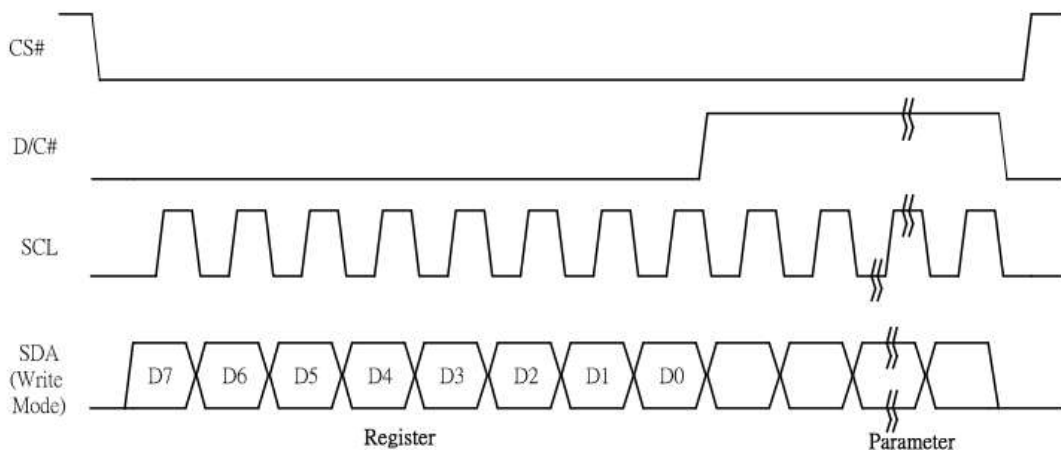 CS#
D/C#
SCL
SDA
(Write
Mode)
D7 D6 D5 D4 D3 D2 D1 D0
Register Parameter